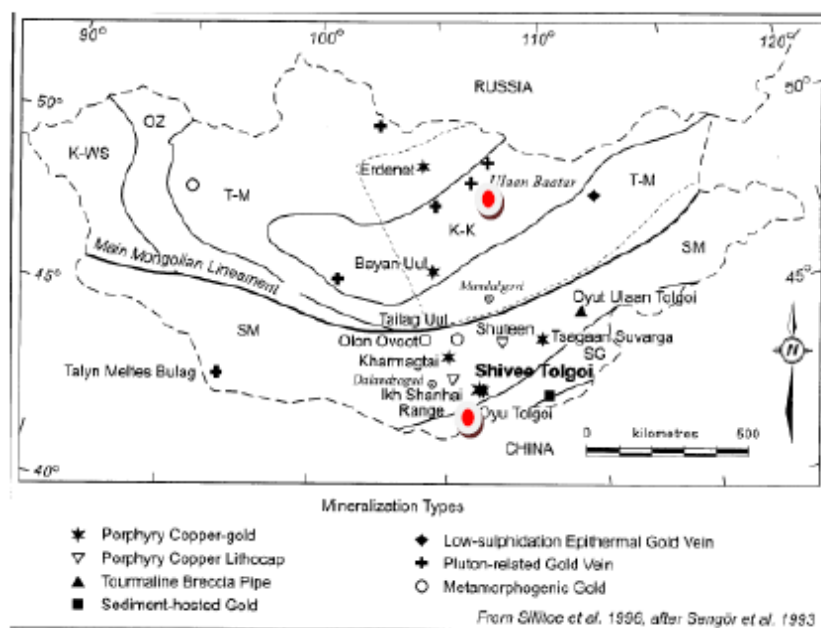 90° 100° 110° 120°
50° 50°
RUSSIA
OZ
K-WS
Erdenet
Ulaan Baatar
T-M T-M
K-K
SM
Bayan Uul
Main Mongolian Lineament
45° 45°
Mandalgovi
Oyut Ulaan Tolgoi
Tailag Uul
SM
Shuteen
Olon Ovoot
Tsagaan Suvarga
Kharmagtai
SG
Talyn Meltes Bulag
Shivee Tolgoi
Dalandzadgad
Ikh Shanhai
Range
Oyu Tolgoi
N
0 kilometres 500
CHINA
40°
Mineralization Types
Porphyry Copper-gold
Porphyry Copper Lithocap
Tourmaline Breccia Pipe
Sediment-hosted Gold
Low-sulphidation Epithermal Gold Vein
Pluton-related Gold Vein
Metamorphogenic Gold
From Sillitoe et al. 1996, after Sengör et al. 1993